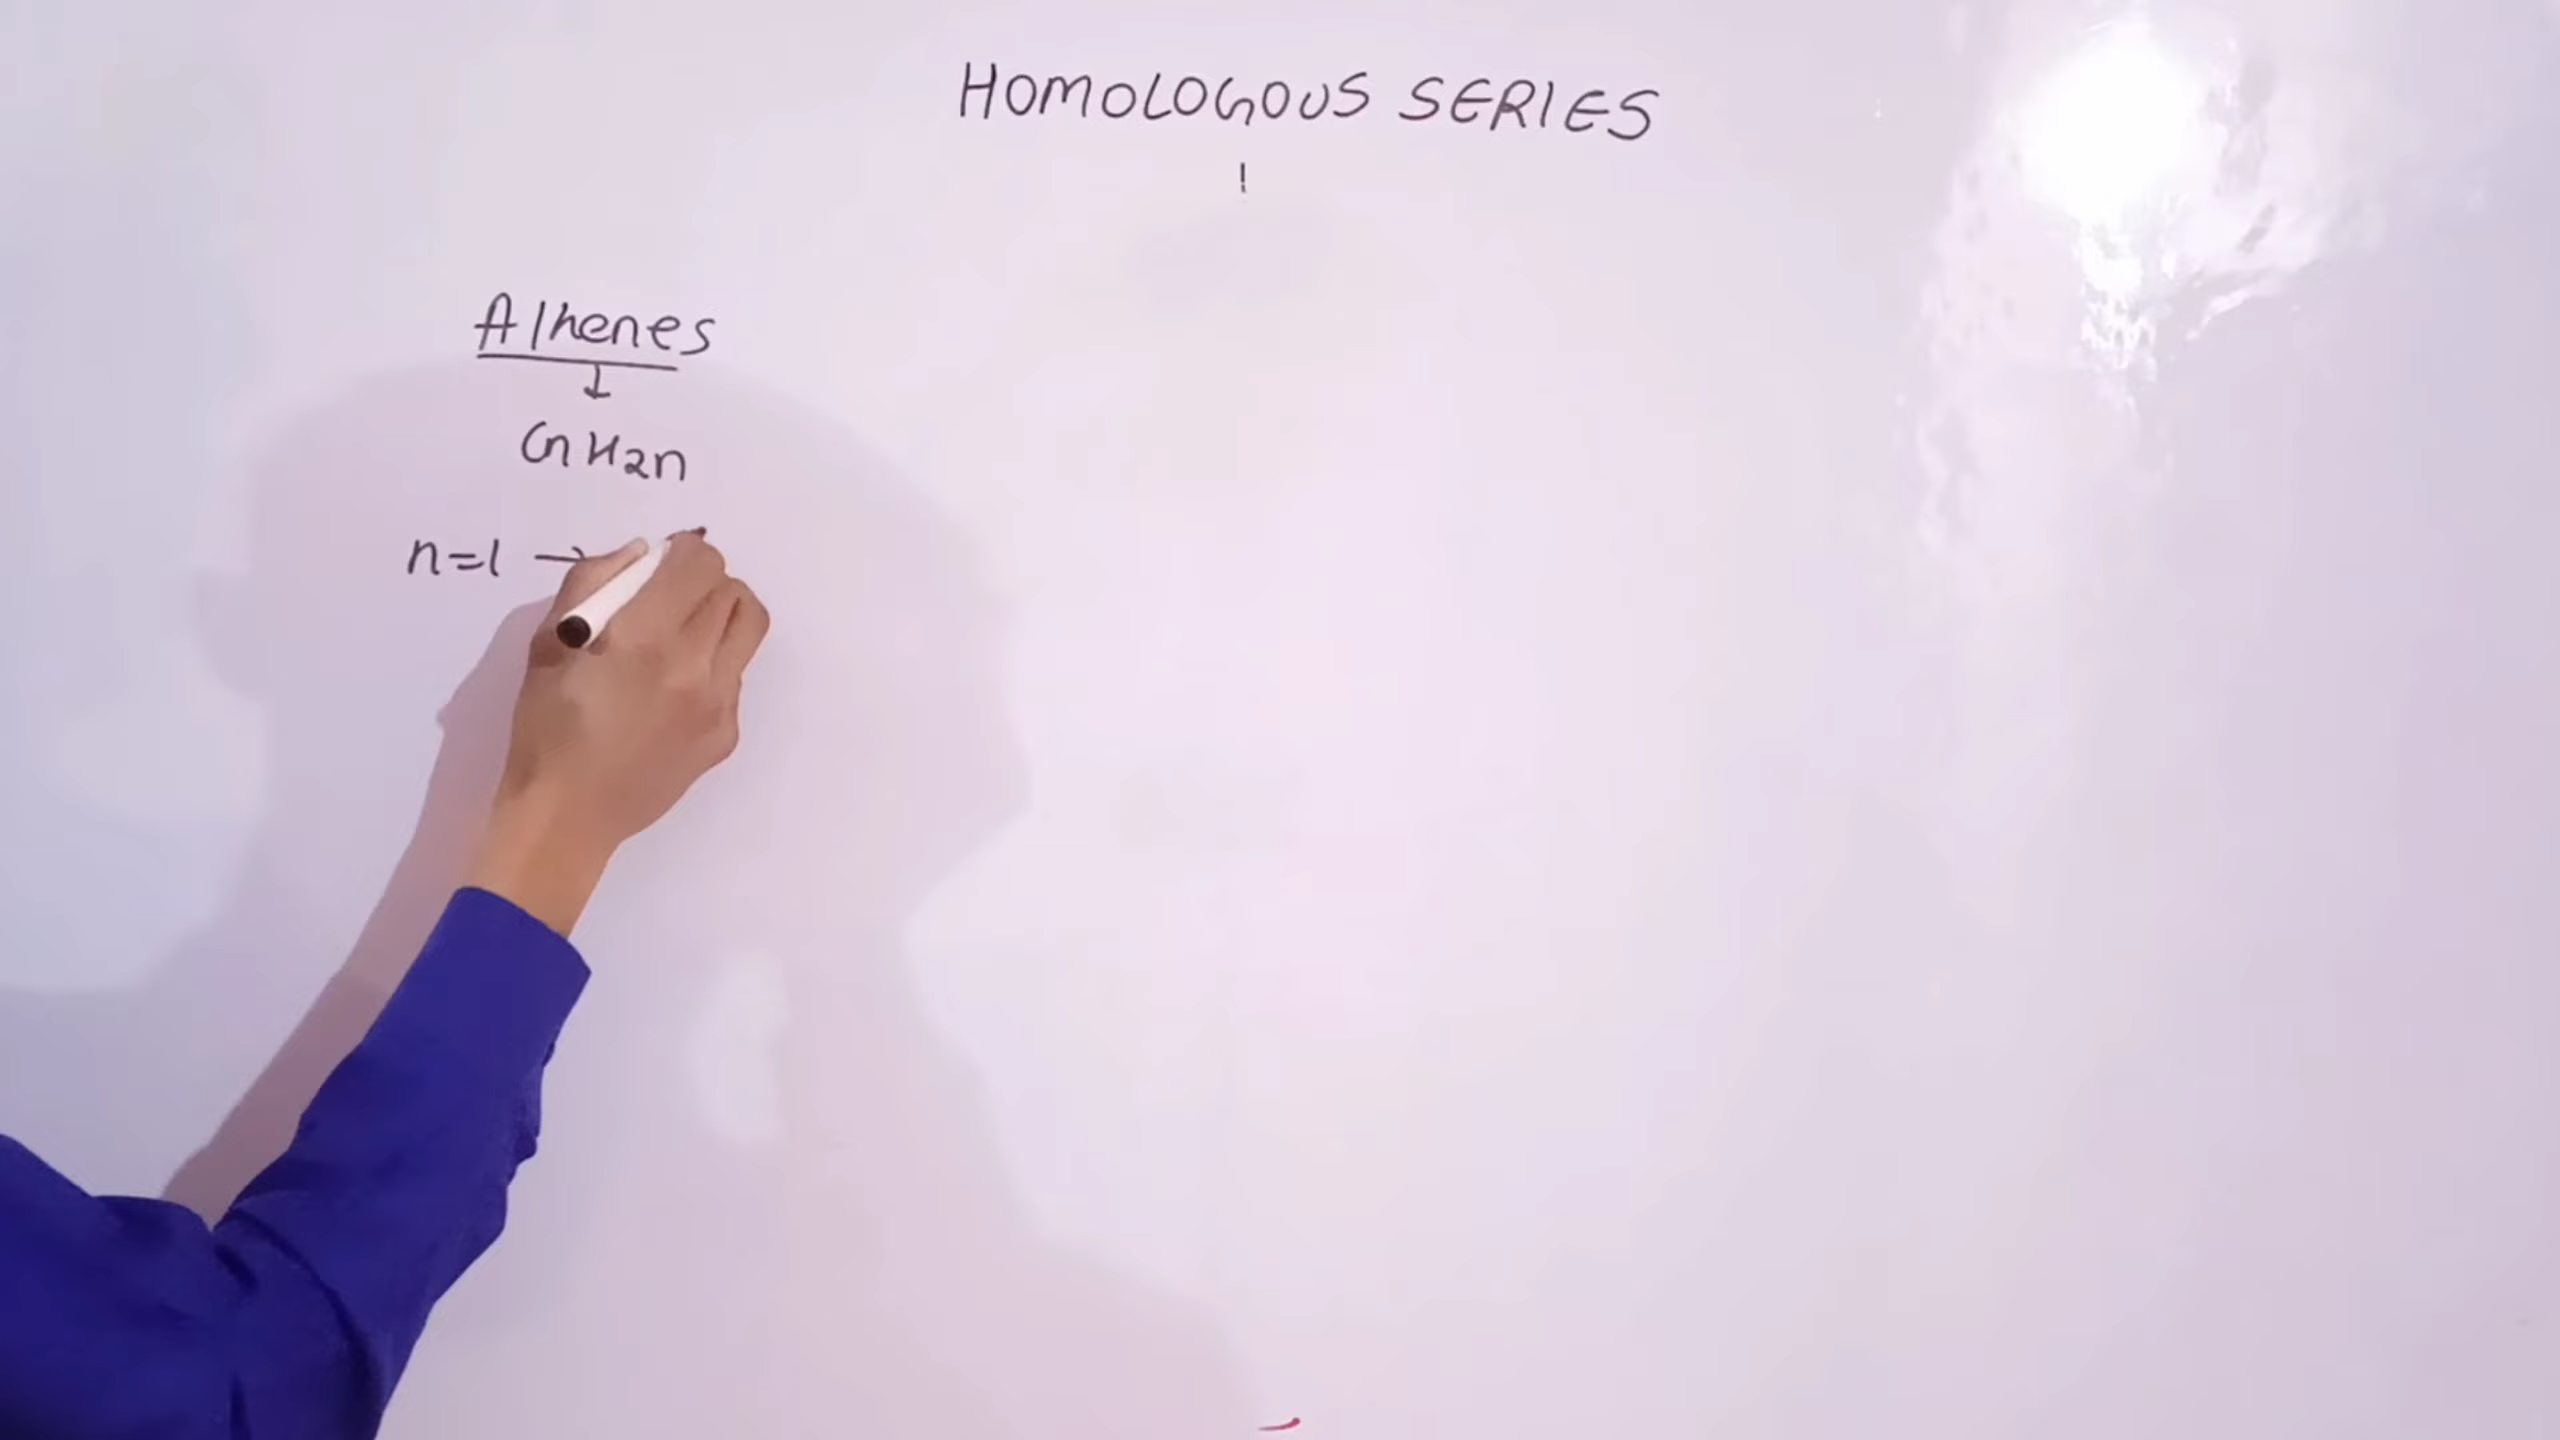 HOMOLOGOUS SERIES
!
Alkenes
↓
CnH2n
n=1 →